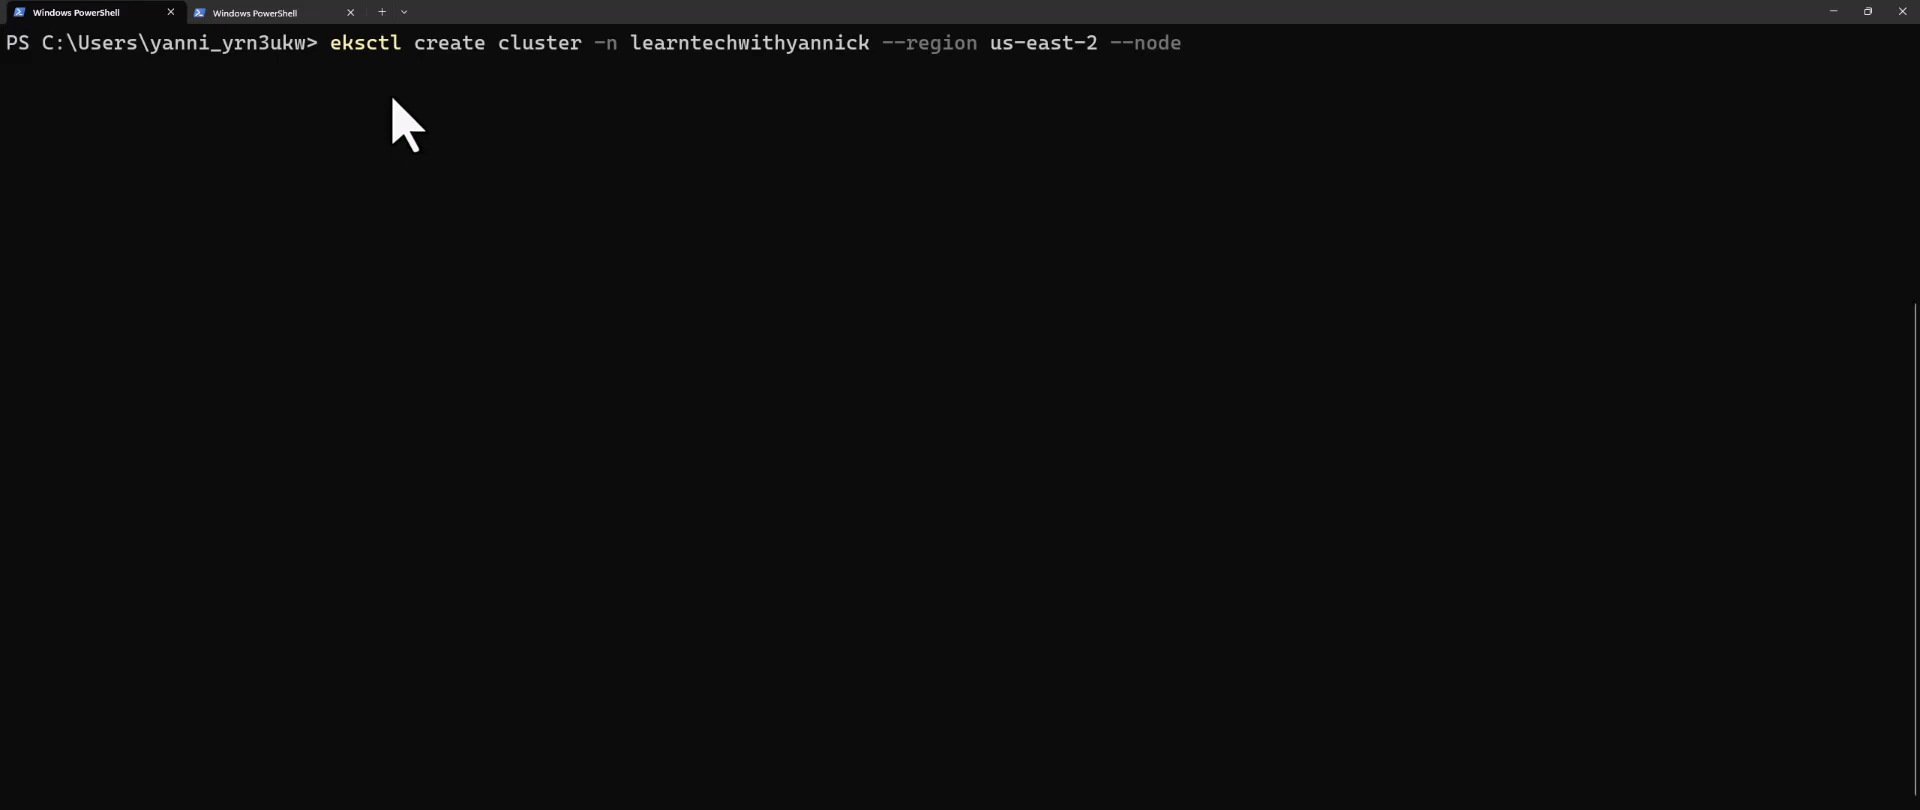 Windows PowerShell
Windows PowerShell
PS C:\Users\yanni_yrn3ukw> eksctl create cluster -n learntechwithyannick --region us-east-2 --node